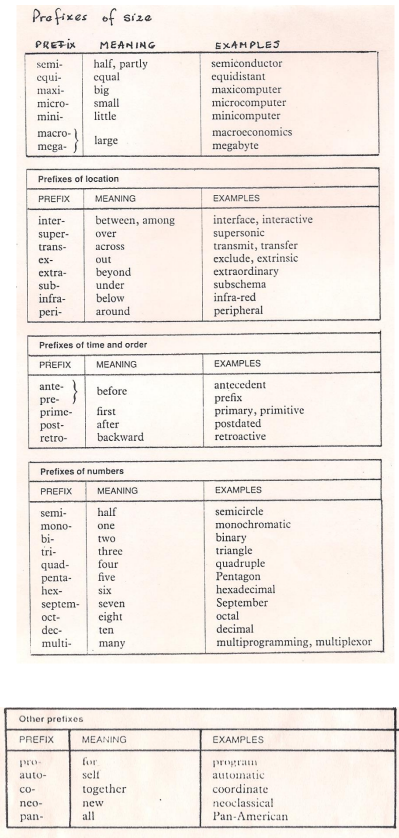 Prefixes of size
PREFIX MEANING EXAMPLES
semi- half, partly semiconductor
equi- equal equidistant
maxi- big maxicomputer
micro- small microcomputer
mini- little minicomputer
macro- } large macroeconomics
mega- } megabyte
Prefixes of location
PREFIX MEANING EXAMPLES
inter- between, among interface, interactive
super- over supersonic
trans- across transmit, transfer
ex- out exclude, extrinsic
extra- beyond extraordinary
sub- under subschema
infra- below infra-red
peri- around peripheral
Prefixes of time and order
PREFIX MEANING EXAMPLES
ante- } before antecedent
pre- } prefix
prime- first primary, primitive
post- after postdated
retro- backward retroactive
Prefixes of numbers
PREFIX MEANING EXAMPLES
semi- half semicircle
mono- one monochromatic
bi- two binary
tri- three triangle
quad- four quadruple
penta- five Pentagon
hex- six hexadecimal
septem- seven September
oct- eight octal
dec- ten decimal
multi- many multiprogramming, multiplexor
Other prefixes
PREFIX MEANING EXAMPLES
pro- for program
auto- self automatic
co- together coordinate
neo- new neoclassical
pan- all Pan-American